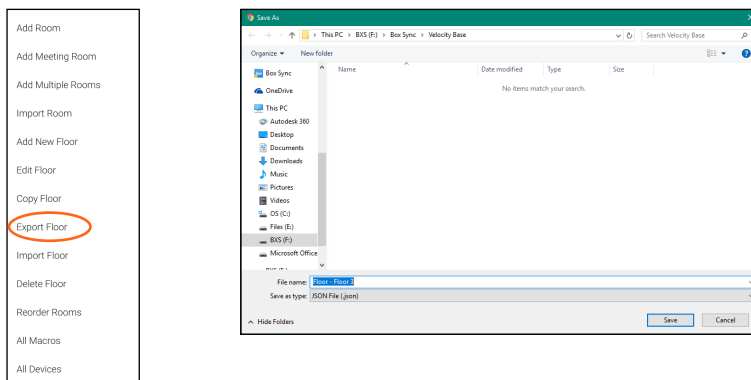 Add Room
Add Meeting Room
Add Multiple Rooms
Import Room
Add New Floor
Edit Floor
Copy Floor
Export Floor
Import Floor
Delete Floor
Reorder Rooms
All Macros
All Devices
Save As
> This PC > BXS (F:) > Box Sync > Velocity Base
Search Velocity Base
Organize
New folder
Name
Date modified
Type
Size
No items match your search.
Box Sync
OneDrive
This PC
Autodesk 360
Desktop
Documents
Downloads
Music
Pictures
Videos
OS (C:)
Files (E:)
BXS (F:)
Microsoft Office
File name: Floor - Floor 3
Save as type: JSON File (.json)
Hide Folders
Save
Cancel